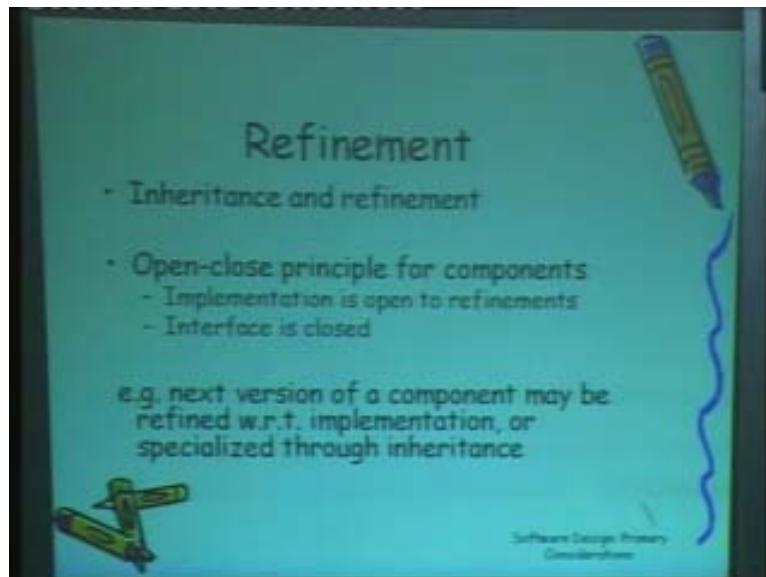 Refinement
· Inheritance and refinement
· Open-close principle for components
- Implementation is open to refinements
- Interface is closed
e.g. next version of a component may be
refined w.r.t. implementation, or
specialized through inheritance
Software Design: Primary
Considerations